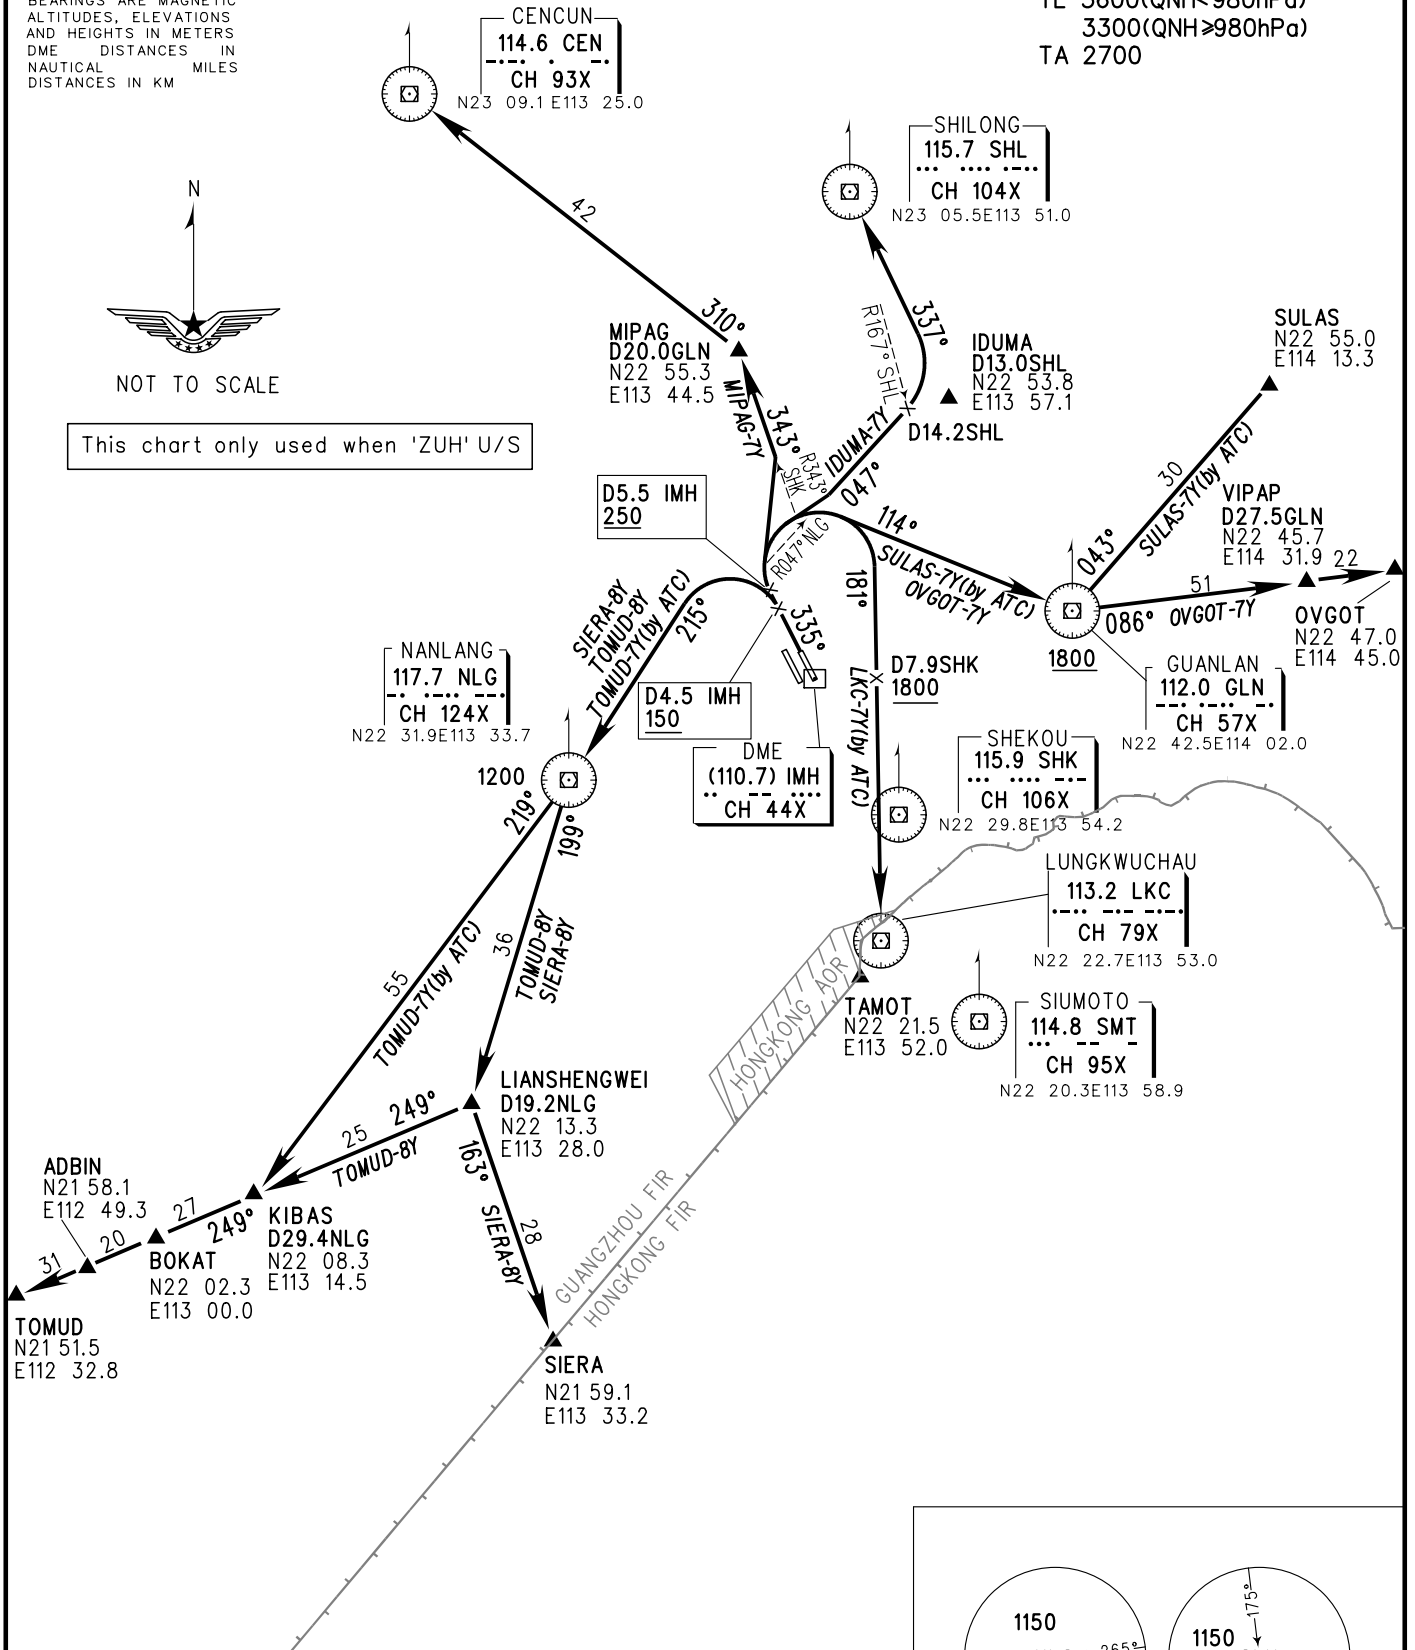 BEARINGS ARE MAGNETIC
ALTITUDES, ELEVATIONS
AND HEIGHTS IN METERS
DME DISTANCES IN
NAUTICAL MILES
DISTANCES IN KM
TL 3600(QNH<980hPa)
3300(QNH≥980hPa)
TA 2700
CENCUN
114.6 CEN
CH 93X
N23 09.1 E113 25.0
SHILONG
115.7 SHL
CH 104X
N23 05.5E113 51.0
N
NOT TO SCALE
This chart only used when 'ZUH' U/S
42
310°
MIPAG
D20.0GLN
N22 55.3
E113 44.5
MIPAG-7Y
343°
R343°
SHK
337°
R167° SHL
IDUMA
D13.0SHL
N22 53.8
E113 57.1
D14.2SHL
IDUMA-7Y
047°
R047° NLG
SULAS
N22 55.0
E114 13.3
30
SULAS-7Y(by ATC)
043°
VIPAP
D27.5GLN
N22 45.7
E114 31.9
22
51
086°
OVGOT-7Y
OVGOT
N22 47.0
E114 45.0
D5.5 IMH
250
114°
SULAS-7Y(by ATC)
OVGOT-7Y
1800
GUANLAN
112.0 GLN
CH 57X
N22 42.5E114 02.0
181°
LKC-7Y(by ATC)
D7.9SHK
1800
335°
D4.5 IMH
150
DME
(110.7) IMH
CH 44X
SIERA-8Y
TOMUD-8Y
TOMUD-7Y(by ATC)
215°
NANLANG
117.7 NLG
CH 124X
N22 31.9E113 33.7
1200
219°
199°
SHEKOU
115.9 SHK
CH 106X
N22 29.8E113 54.2
LUNGKWUCHAU
113.2 LKC
CH 79X
N22 22.7E113 53.0
TAMOT
N22 21.5
E113 52.0
SIUMOTO
114.8 SMT
CH 95X
N22 20.3E113 58.9
HONGKONG AOR
55
TOMUD-7Y(by ATC)
36
TOMUD-8Y
SIERA-8Y
LIANSHENGWEI
D19.2NLG
N22 13.3
E113 28.0
249°
25
TOMUD-8Y
163°
SIERA-8Y
28
ADBIN
N21 58.1
E112 49.3
27
249°
20
31
KIBAS
D29.4NLG
N22 08.3
E113 14.5
BOKAT
N22 02.3
E113 00.0
TOMUD
N21 51.5
E112 32.8
SIERA
N21 59.1
E113 33.2
GUANGZHOU FIR
HONGKONG FIR
1150
265°
175°
1150